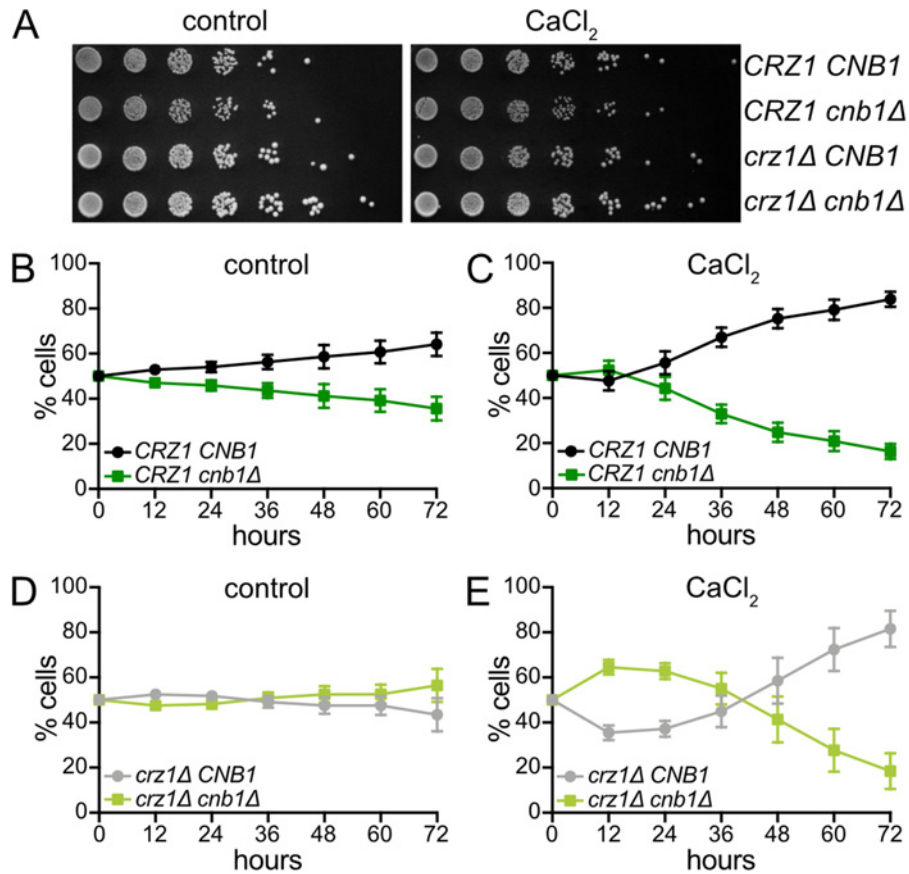 A
control
CaCl2
CRZ1 CNB1
CRZ1 cnb1Δ
crz1Δ CNB1
crz1Δ cnb1Δ
B
control
100
80
60
40
20
0
% cells
CRZ1 CNB1
CRZ1 cnb1Δ
0 12 24 36 48 60 72
hours
C
CaCl2
100
80
60
40
20
0
% cells
CRZ1 CNB1
CRZ1 cnb1Δ
0 12 24 36 48 60 72
hours
D
control
100
80
60
40
20
0
% cells
crz1Δ CNB1
crz1Δ cnb1Δ
0 12 24 36 48 60 72
hours
E
CaCl2
100
80
60
40
20
0
% cells
crz1Δ CNB1
crz1Δ cnb1Δ
0 12 24 36 48 60 72
hours